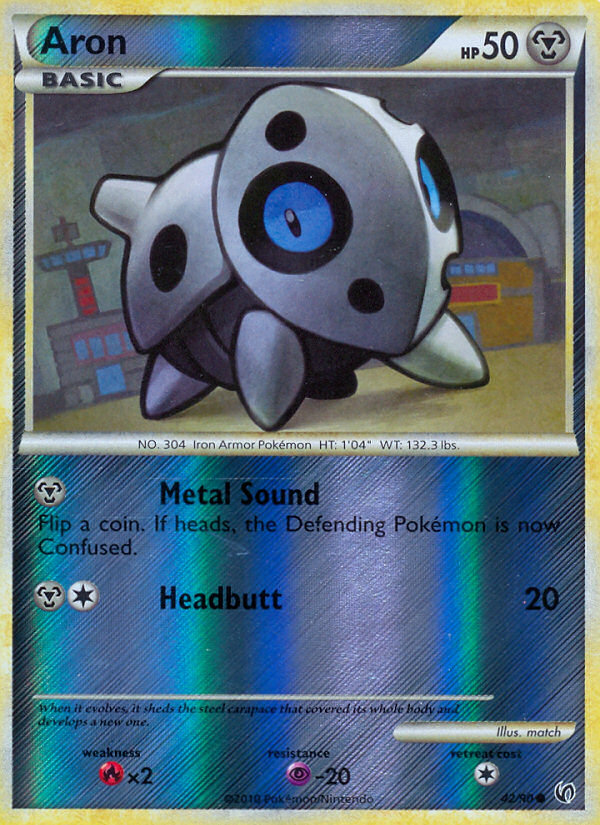 Aron
HP 50
BASIC
NO. 304 Iron Armor Pokémon HT: 1'04" WT: 132.3 lbs.
Metal Sound
Flip a coin. If heads, the Defending Pokémon is now
Confused.
Headbutt 20
When it evolves, it sheds the steel carapace that covered its whole body and
develops a new one.
Illus. match
weakness resistance retreat cost
×2 -20
©2010 Pokémon/Nintendo 42/90